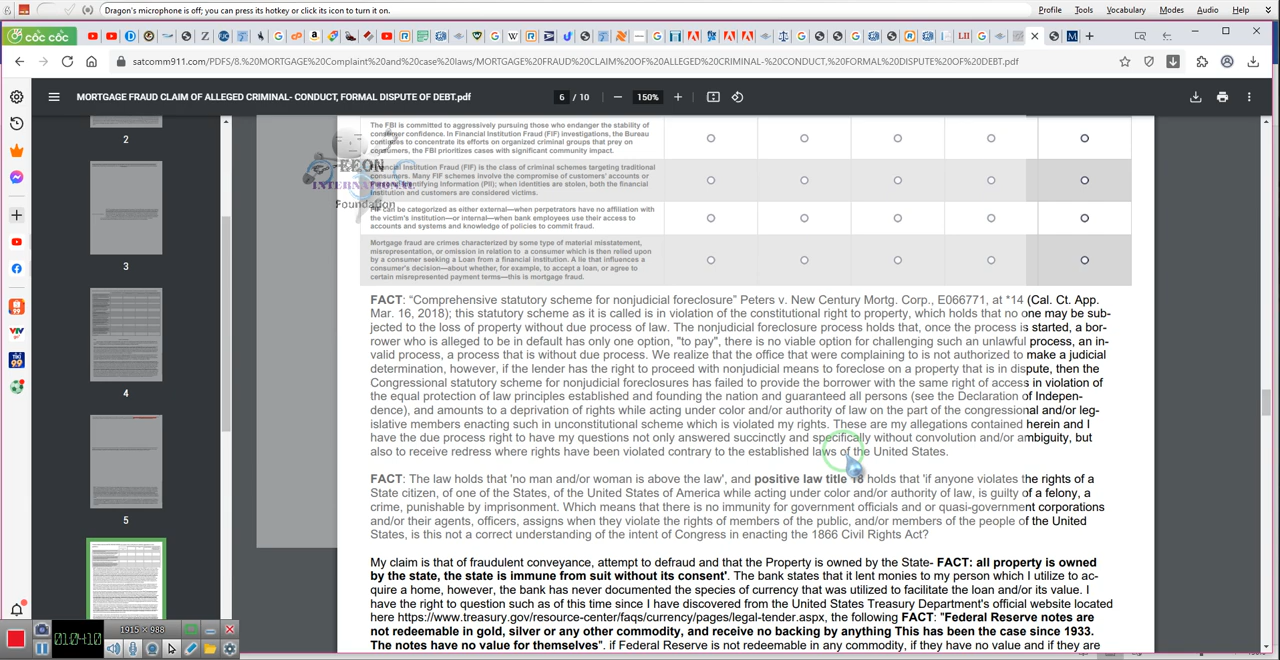 Dragon's microphone is off; you can press its hotkey or click its icon to turn it on.
Profile Tools Vocabulary Modes Audio Help
cốc cốc
satcomm911.com/PDFS/8.%20MORTGAGE%20Complaint%20and%20case%20laws/MORTGAGE%20FRAUD%20CLAIM%20OF%20ALLEGED%20CRIMINAL-%20CONDUCT,%20FORMAL%20DISPUTE%20OF%20DEBT.pdf
MORTGAGE FRAUD CLAIM OF ALLEGED CRIMINAL- CONDUCT, FORMAL DISPUTE OF DEBT.pdf
6 / 10
150%
2
3
4
5
The FBI is committed to aggressively pursuing those who endanger the stability of
consumer confidence. In Financial Institution Fraud (FIF) investigations, the Bureau
continues to concentrate its efforts on organized criminal groups that prey on
consumers, the FBI prioritizes cases with significant community impact.
Financial Institution Fraud (FIF) is the class of criminal schemes targeting traditional
consumers. Many FIF schemes involve the compromise of customers' accounts or
Personal Identifying Information (PII); when identities are stolen, both the financial
institution and customers are considered victims.
EEON
INTERNATIONAL
Foundation
FIF can be categorized as either external—when perpetrators have no affiliation with
the victim's institution—or internal—when bank employees use their access to
accounts and systems and knowledge of policies to commit fraud.
Mortgage fraud are crimes characterized by some type of material misstatement,
misrepresentation, or omission in relation to a consumer which is then relied upon
by a consumer seeking a Loan from a financial institution. A lie that influences a
consumer's decision—about whether, for example, to accept a loan, or agree to
certain misrepresented payment terms—this is mortgage fraud.
FACT: "Comprehensive statutory scheme for nonjudicial foreclosure" Peters v. New Century Mortg. Corp., E066771, at *14 (Cal. Ct. App.
Mar. 16, 2018); this statutory scheme as it is called is in violation of the constitutional right to property, which holds that no one may be sub-
jected to the loss of property without due process of law. The nonjudicial foreclosure process holds that, once the process is started, a bor-
rower who is alleged to be in default has only one option, "to pay", there is no viable option for challenging such an unlawful process, an in-
valid process, a process that is without due process. We realize that the office that were complaining to is not authorized to make a judicial
determination, however, if the lender has the right to proceed with nonjudicial means to foreclose on a property that is in dispute, then the
Congressional statutory scheme for nonjudicial foreclosures has failed to provide the borrower with the same right of access in violation of
the equal protection of law principles established and founding the nation and guaranteed all persons (see the Declaration of Indepen-
dence), and amounts to a deprivation of rights while acting under color and/or authority of law on the part of the congressional and/or leg-
islative members enacting such in unconstitutional scheme which is violated my rights. These are my allegations contained herein and I
have the due process right to have my questions not only answered succinctly and specifically without convolution and/or ambiguity, but
also to receive redress where rights have been violated contrary to the established laws of the United States.
FACT: The law holds that 'no man and/or woman is above the law', and positive law title 18 holds that 'if anyone violates the rights of a
State citizen, of one of the States, of the United States of America while acting under color and/or authority of law, is guilty of a felony, a
crime, punishable by imprisonment. Which means that there is no immunity for government officials and or quasi-government corporations
and/or their agents, officers, assigns when they violate the rights of members of the public, and/or members of the people of the United
States, is this not a correct understanding of the intent of Congress in enacting the 1866 Civil Rights Act?
My claim is that of fraudulent conveyance, attempt to defraud and that the Property is owned by the State- FACT: all property is owned
by the state, the state is immune from suit without its consent'. The bank states that it lent monies to my person which I utilize to ac-
quire a home, however, the bank has never documented the species of currency that was utilized to facilitate the loan and/or its value. I
have the right to question such as of this time since I have discovered from the United States Treasury Department's official website located
here https://www.treasury.gov/resource-center/faqs/currency/pages/legal-tender.aspx, the following FACT: "Federal Reserve notes are
not redeemable in gold, silver or any other commodity, and receive no backing by anything This has been the case since 1933.
The notes have no value for themselves". if Federal Reserve is not redeemable in any commodity, if they have no value and if they are
1915 × 988
1:04:10